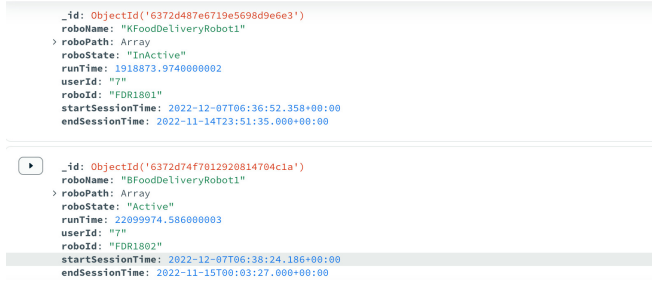 _id: ObjectId('6372d487e6719e5698d9e6e3')
roboName: "KFoodDeliveryRobot1"
> roboPath: Array
roboState: "InActive"
runTime: 1918873.9740000002
userId: "7"
roboId: "FDR1801"
startSessionTime: 2022-12-07T06:36:52.358+00:00
endSessionTime: 2022-11-14T23:51:35.000+00:00
_id: ObjectId('6372d74f7012920814704c1a')
roboName: "BFoodDeliveryRobot1"
> roboPath: Array
roboState: "Active"
runTime: 22099974.586000003
userId: "7"
roboId: "FDR1802"
startSessionTime: 2022-12-07T06:38:24.186+00:00
endSessionTime: 2022-11-15T00:03:27.000+00:00